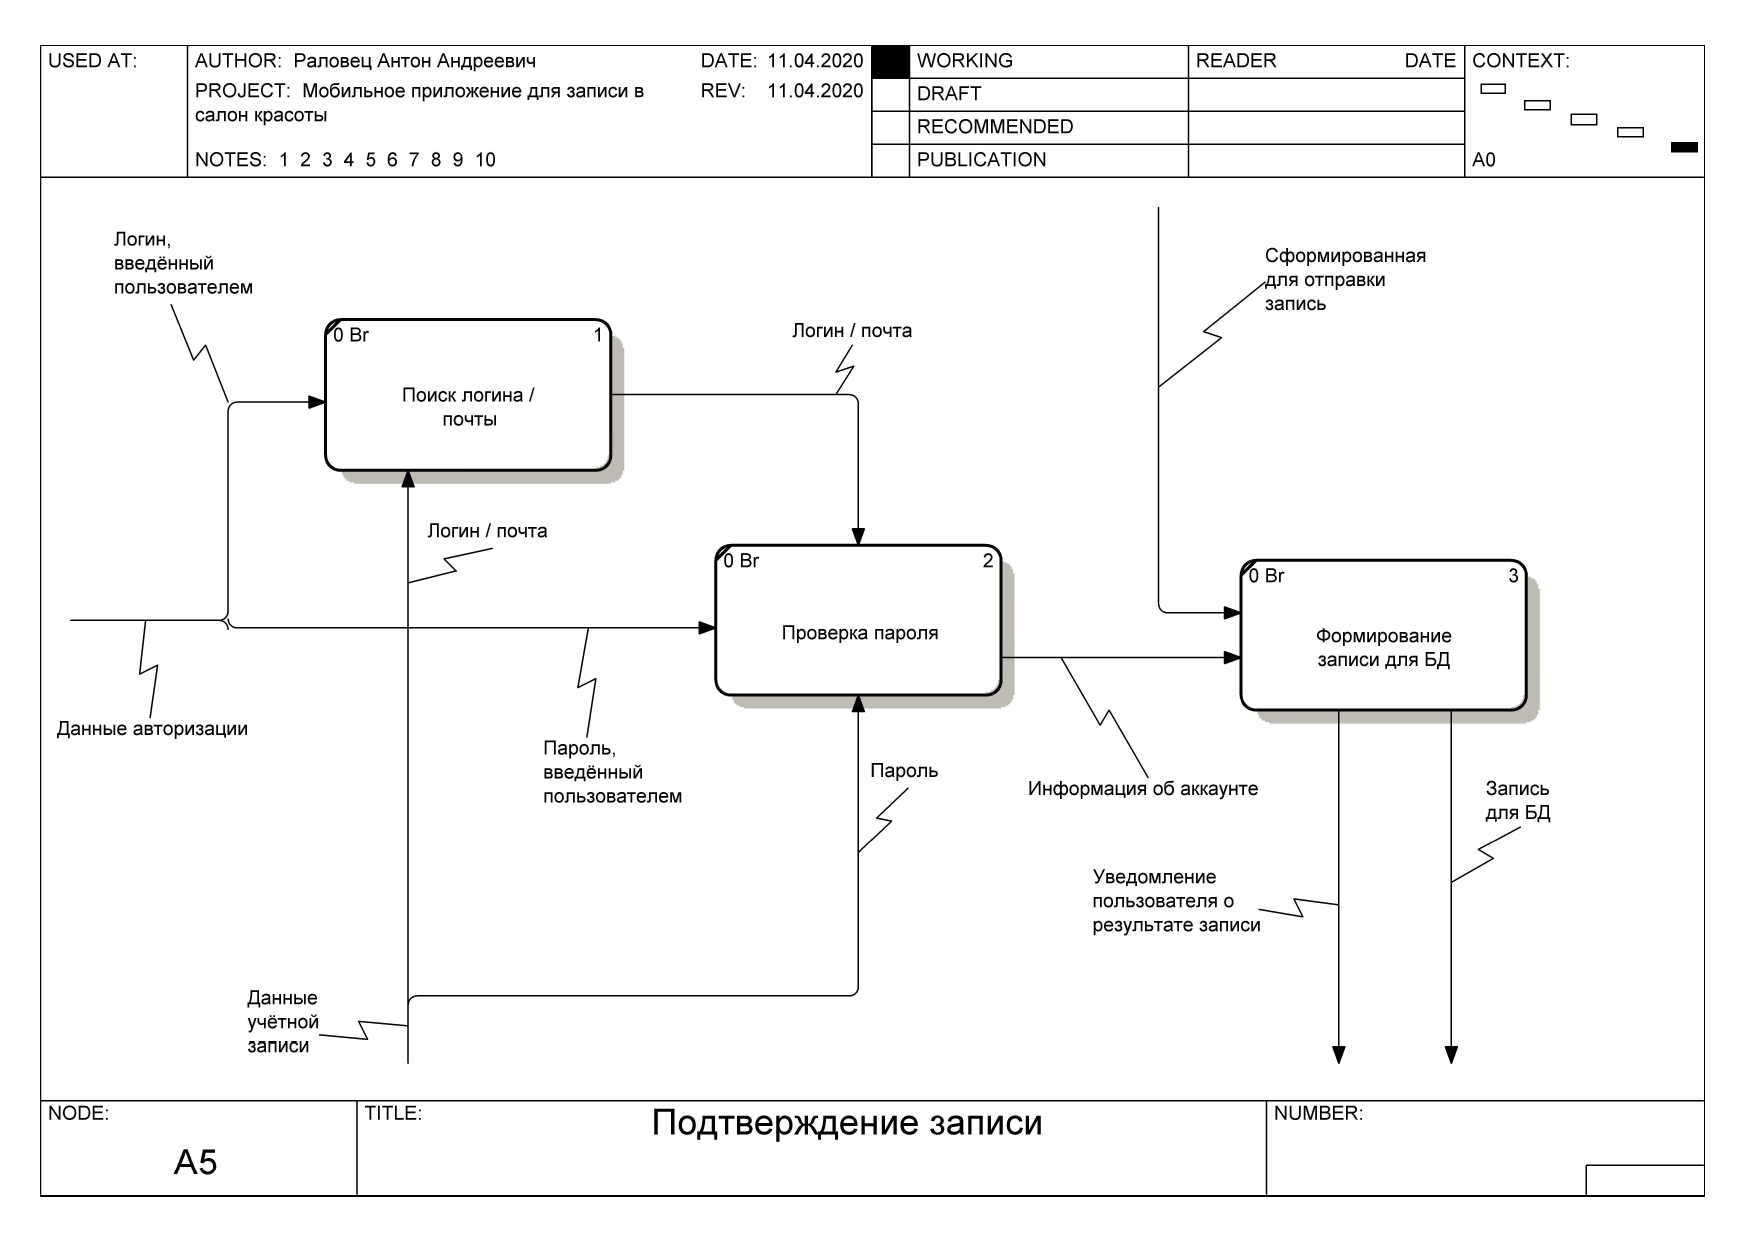 USED AT:
AUTHOR: Раловец Антон Андреевич
DATE: 11.04.2020
PROJECT: Мобильное приложение для записи в
салон красоты
REV: 11.04.2020
NOTES: 1 2 3 4 5 6 7 8 9 10
WORKING
DRAFT
RECOMMENDED
PUBLICATION
READER
DATE
CONTEXT:
A0
Логин,
введённый
пользователем
Сформированная
для отправки
запись
0 Br
1
Поиск логина /
почты
Логин / почта
Логин / почта
0 Br
2
Проверка пароля
0 Br
3
Формирование
записи для БД
Данные авторизации
Пароль,
введённый
пользователем
Пароль
Информация об аккаунте
Запись
для БД
Уведомление
пользователя о
результате записи
Данные
учётной
записи
NODE:
A5
TITLE:
Подтверждение записи
NUMBER: